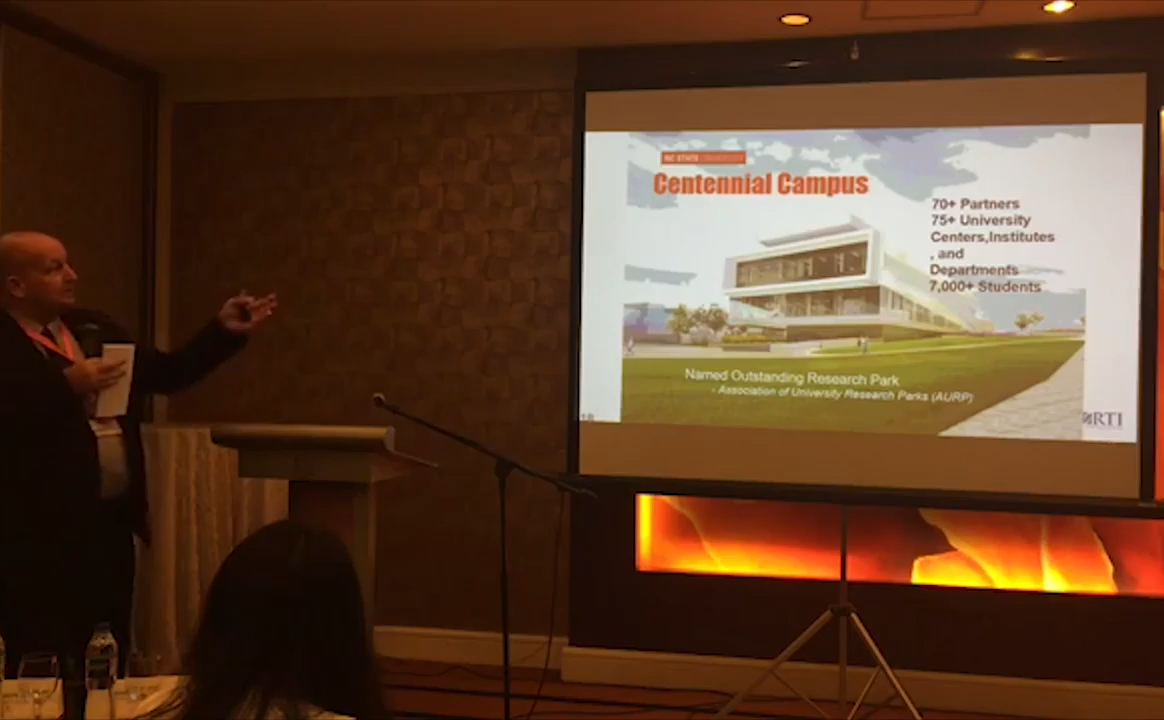 NC STATE UNIVERSITY
Centennial Campus
70+ Partners
75+ University
Centers,Institutes
, and
Departments
7,000+ Students
Named Outstanding Research Park
- Association of University Research Parks (AURP)
RTI